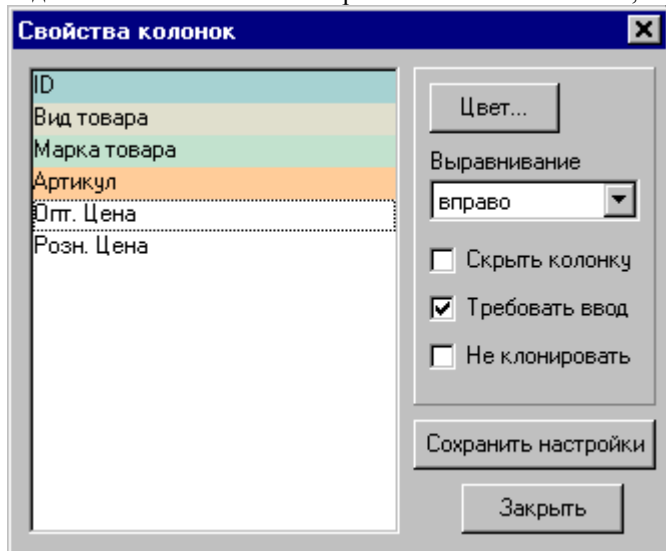 Свойства колонок
ID
Вид товара
Марка товара
Артикул
Опт. Цена
Розн. Цена
Цвет...
Выравнивание
вправо
Скрыть колонку
Требовать ввод
Не клонировать
Сохранить настройки
Закрыть